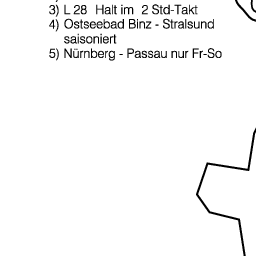 3) L 28 Halt im 2 Std-Takt
4) Ostseebad Binz - Stralsund
saisoniert
5) Nürnberg - Passau nur Fr-So